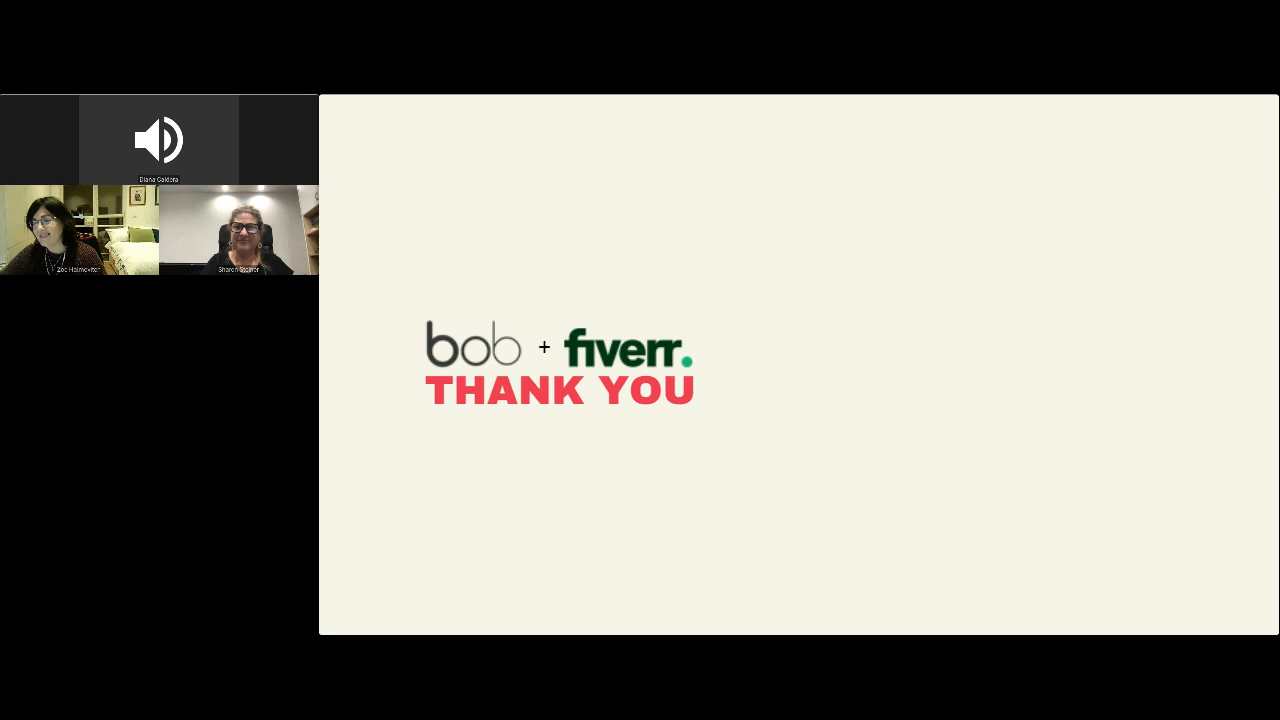 Diana Caldera
Zoe Haimovitch
Sharon Steiner
bob + fiverr.
THANK YOU